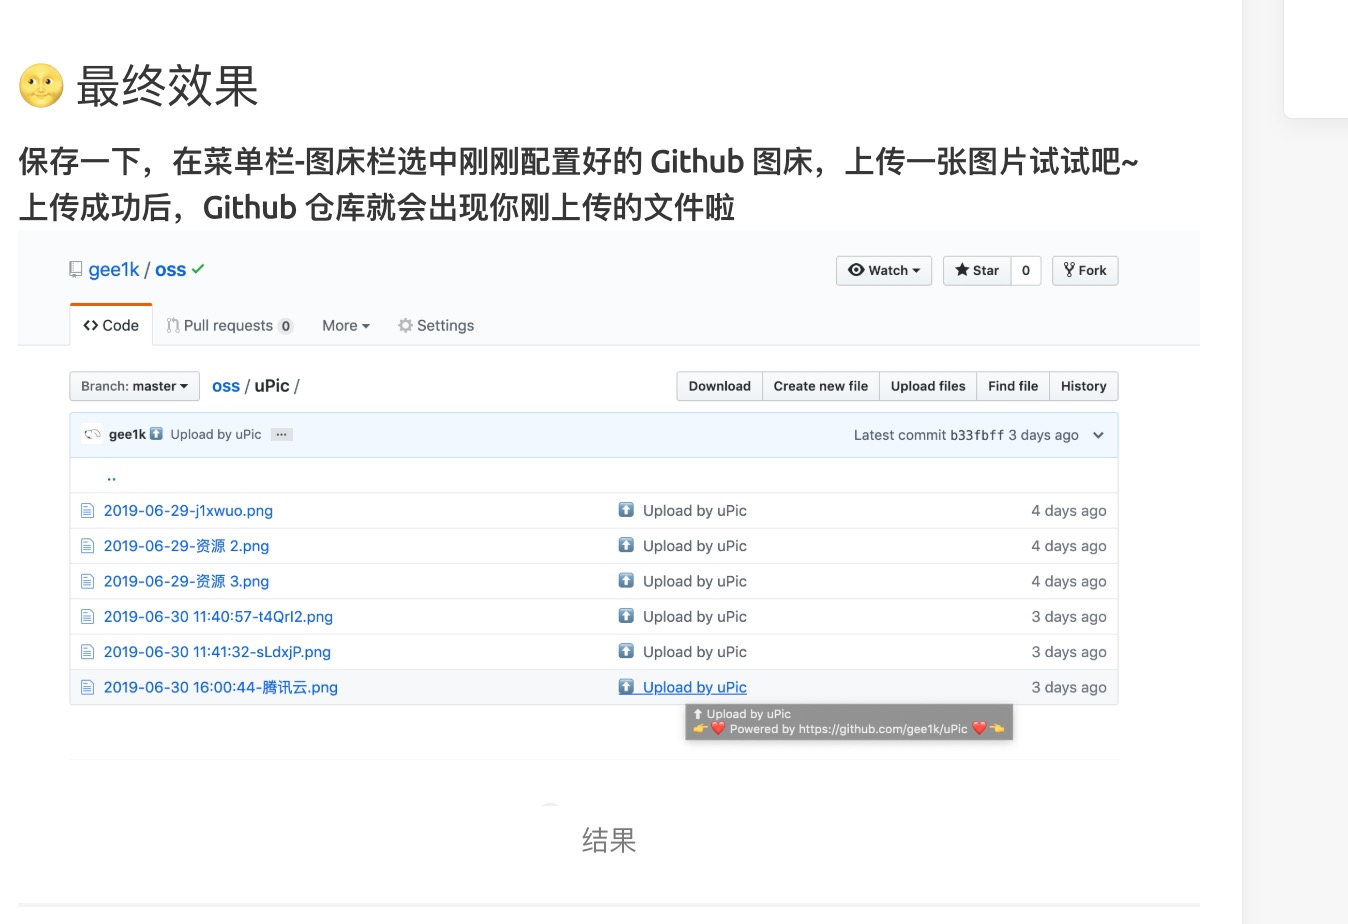 最终效果
保存一下，在菜单栏-图床栏选中刚刚配置好的 Github 图床，上传一张图片试试吧~
上传成功后，Github 仓库就会出现你刚上传的文件啦
gee1k / oss
Watch
Star 0
Fork
Code
Pull requests 0
More
Settings
Branch: master
oss / uPic /
Download
Create new file
Upload files
Find file
History
gee1k Upload by uPic ...
Latest commit b33fbff 3 days ago
..
2019-06-29-j1xwuo.png Upload by uPic 4 days ago
2019-06-29-资源 2.png Upload by uPic 4 days ago
2019-06-29-资源 3.png Upload by uPic 4 days ago
2019-06-30 11:40:57-t4QrI2.png Upload by uPic 3 days ago
2019-06-30 11:41:32-sLdxjP.png Upload by uPic 3 days ago
2019-06-30 16:00:44-腾讯云.png Upload by uPic 3 days ago
Upload by uPic
Powered by https://github.com/gee1k/uPic
结果